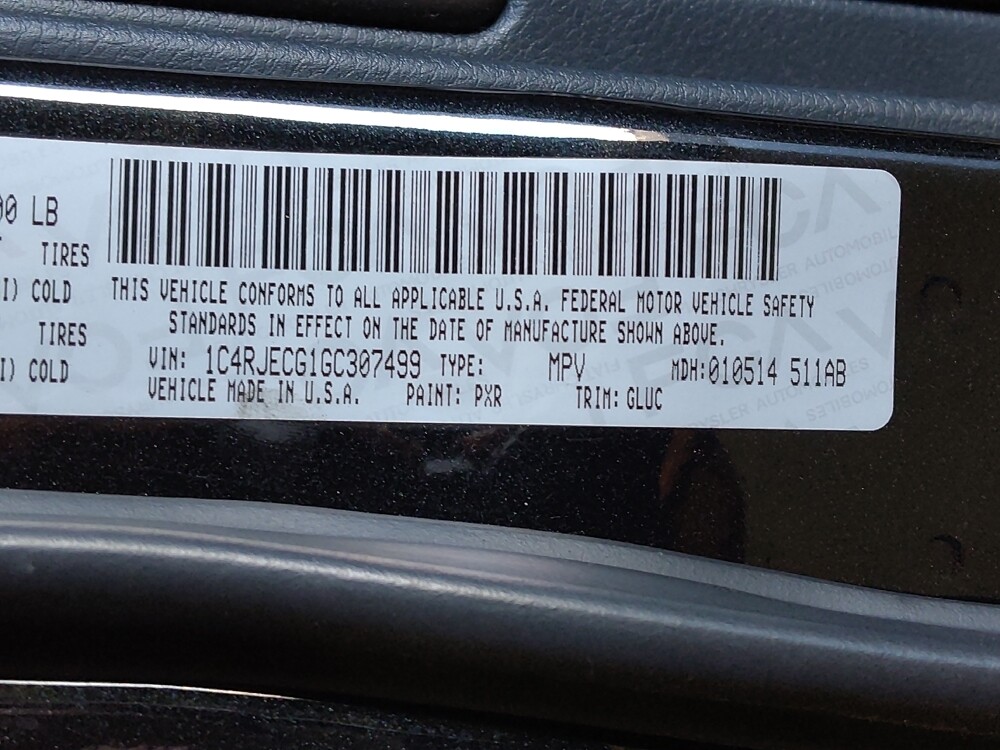 00 LB
TIRES
I) COLD
THIS VEHICLE CONFORMS TO ALL APPLICABLE U.S.A. FEDERAL MOTOR VEHICLE SAFETY
TIRES
STANDARDS IN EFFECT ON THE DATE OF MANUFACTURE SHOWN ABOVE.
I) COLD
VIN: 1C4RJECG1GC307499 TYPE: MPV MDH:010514 511AB
VEHICLE MADE IN U.S.A. PAINT: PXR TRIM: GLUC